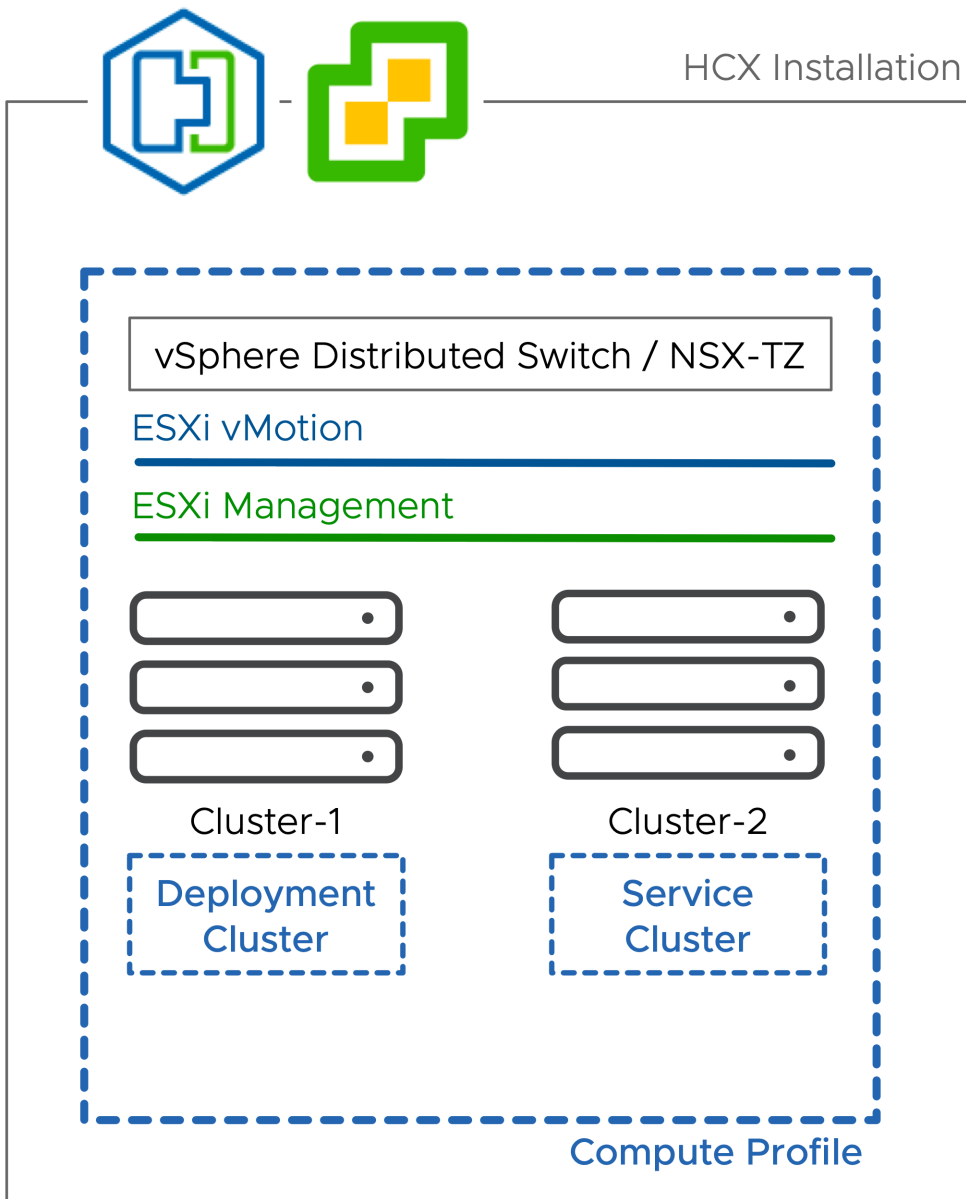 HCX Installation
vSphere Distributed Switch / NSX-TZ
ESXi vMotion
ESXi Management
Cluster-1
Cluster-2
Deployment
Cluster
Service
Cluster
Compute Profile